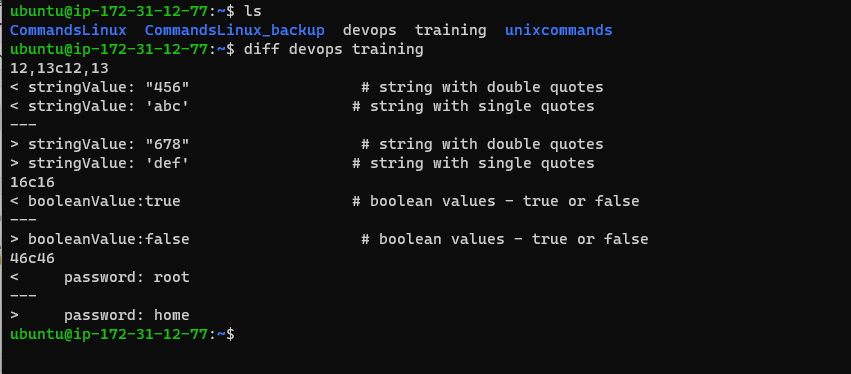 ubuntu@ip-172-31-12-77:~$ ls
CommandsLinux  CommandsLinux_backup  devops  training  unixcommands
ubuntu@ip-172-31-12-77:~$ diff devops training
12,13c12,13
< stringValue: "456"                   # string with double quotes
< stringValue: 'abc'                  # string with single quotes
---
> stringValue: "678"                   # string with double quotes
> stringValue: 'def'                  # string with single quotes
16c16
< booleanValue:true                   # boolean values - true or false
---
> booleanValue:false                   # boolean values - true or false
46c46
<     password: root
---
>     password: home
ubuntu@ip-172-31-12-77:~$